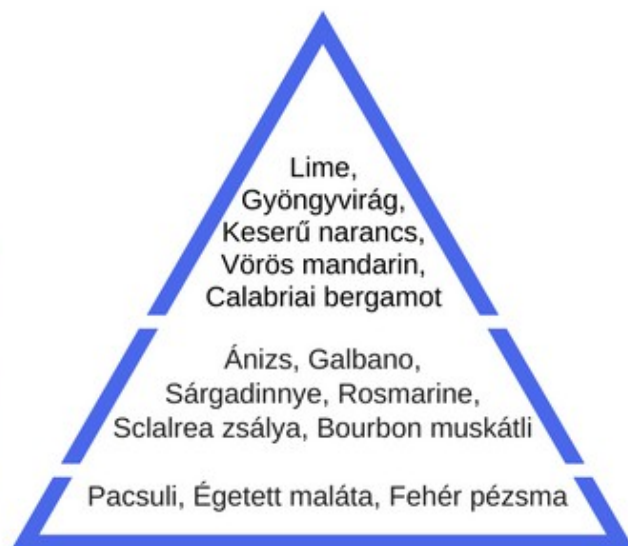 Lime,
Gyöngyvirág,
Keserű narancs,
Vörös mandarin,
Calabriai bergamot
Ánizs, Galbano,
Sárgadinnye, Rosmarine,
Sclalrea zsálya, Bourbon muskátli
Pacsuli, Égetett maláta, Fehér pézsma